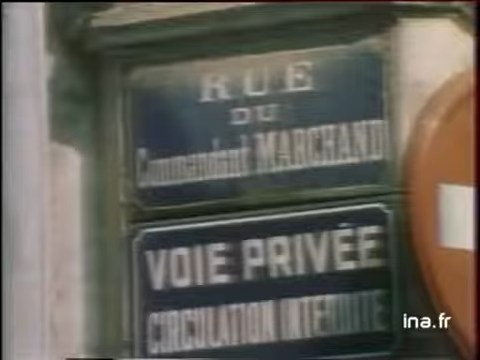 RUE
DU
Commandant MARCHAND
VOIE PRIVÉE
CIRCULATION INTERDITE
ina.fr